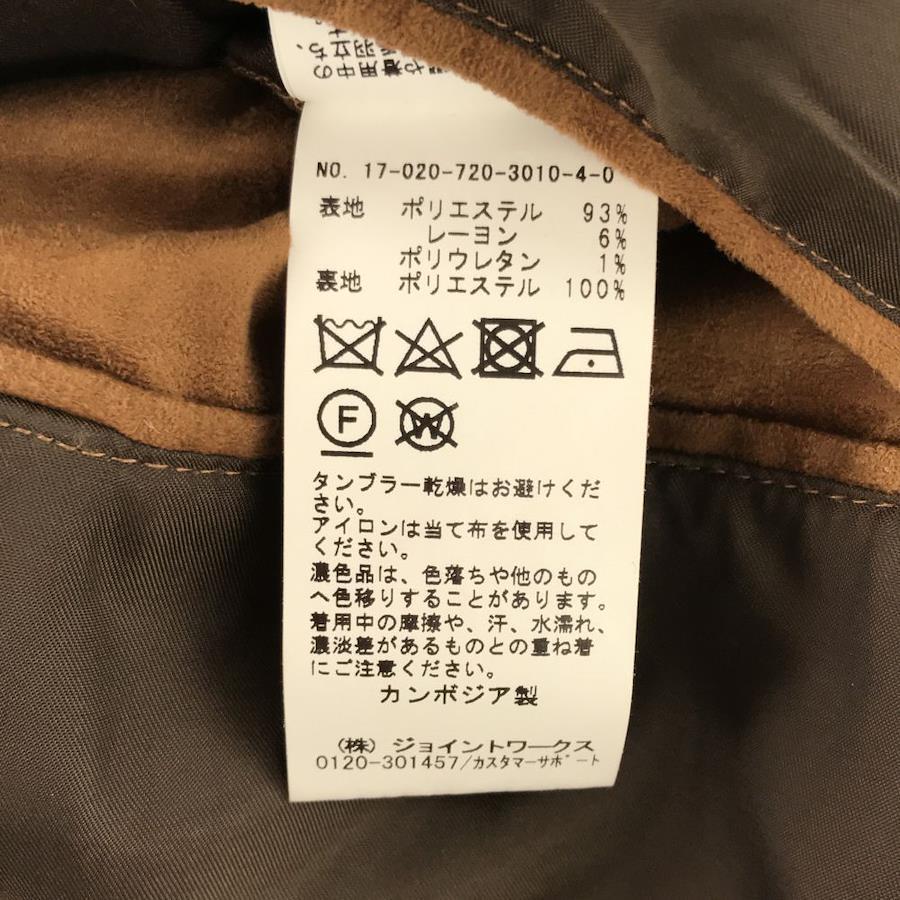 羽立ち、
着用中の
NO. 17-020-720-3010-4-0
表地 ポリエステル 93%
レーヨン 6%
ポリウレタン 1%
裏地 ポリエステル 100%
F
W
タンブラー乾燥はお避けくだ
さい。
アイロンは当て布を使用して
ください。
濃色品は、色落ちや他のもの
へ色移りすることがあります。
着用中の摩擦や、汗、水濡れ、
濃淡差があるものとの重ね着
にご注意ください。
カンボジア製
(株) ジョイントワークス
0120-301457/カスタマーサポート